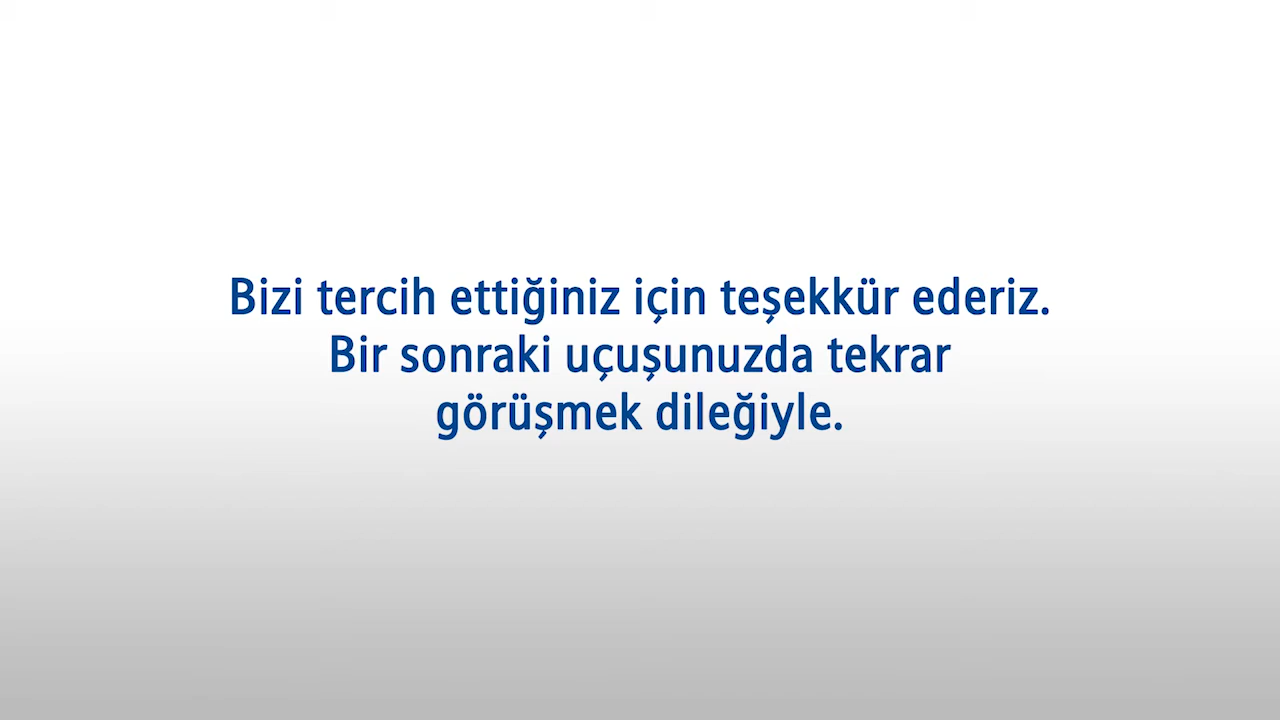 Bizi tercih ettiğiniz için teşekkür ederiz.
Bir sonraki uçuşunuzda tekrar
görüşmek dileğiyle.